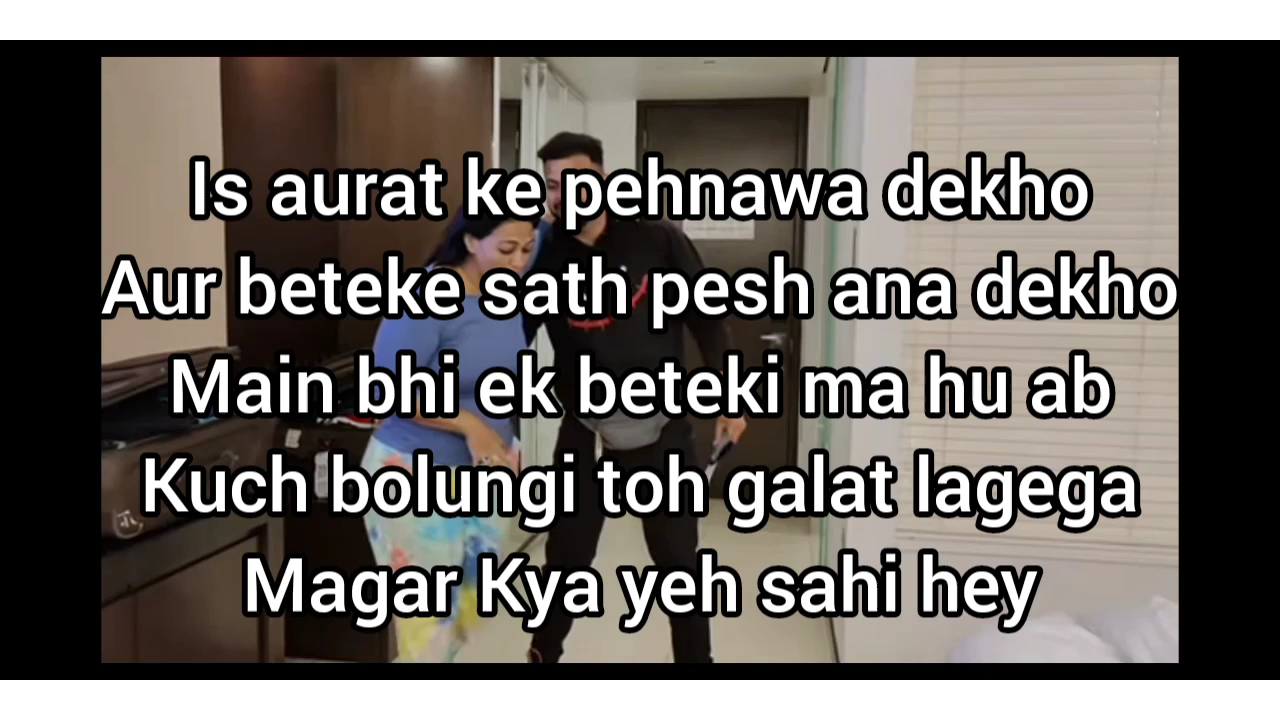 Is aurat ke pehnawa dekho
Aur beteke sath pesh ana dekho
Main bhi ek beteki ma hu ab
Kuch bolungi toh galat lagega
Magar Kya yeh sahi hey